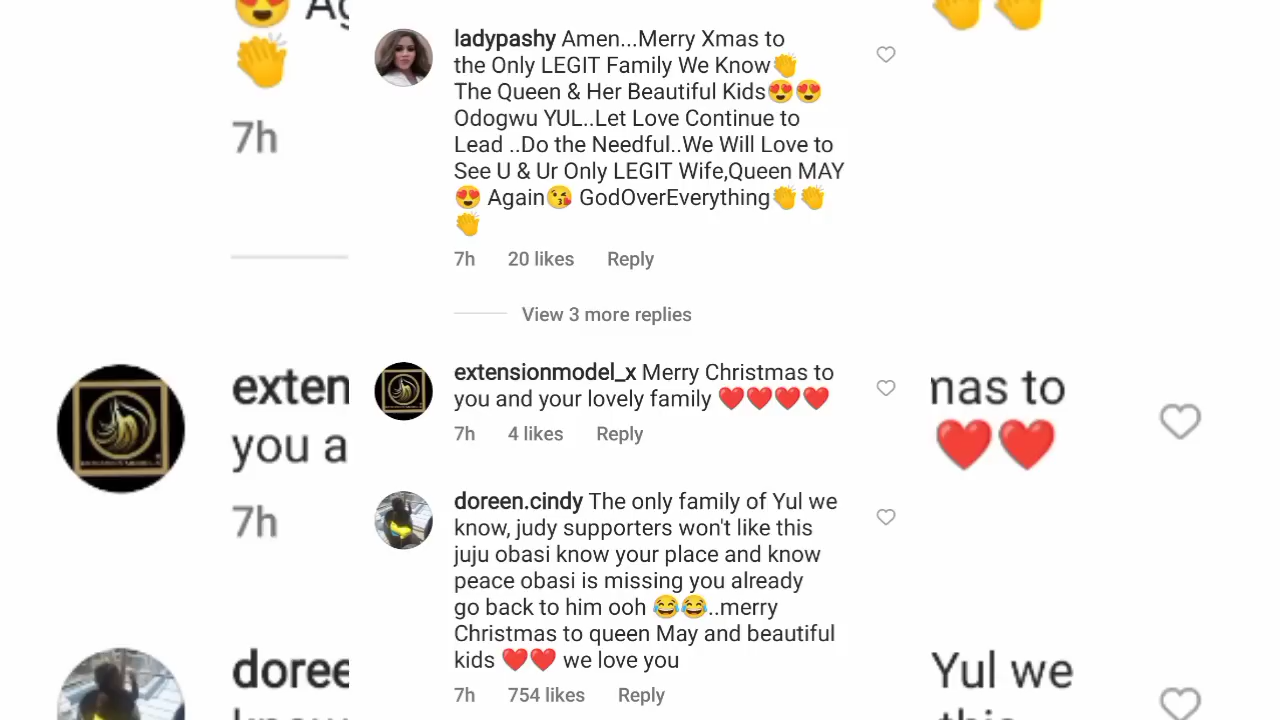 Ag
👏
7h
exten
you a
7h
doree
know
ladypashy Amen...Merry Xmas to
the Only LEGIT Family We Know👏
The Queen & Her Beautiful Kids😍😍
Odogwu YUL..Let Love Continue to
Lead ..Do the Needful..We Will Love to
See U & Ur Only LEGIT Wife,Queen MAY
😍 Again😘 GodOverEverything👏👏
👏
7h 20 likes Reply
View 3 more replies
extensionmodel_x Merry Christmas to
you and your lovely family ❤️❤️❤️❤️
7h 4 likes Reply
doreen.cindy The only family of Yul we
know, judy supporters won't like this
juju obasi know your place and know
peace obasi is missing you already
go back to him ooh 😂😂..merry
Christmas to queen May and beautiful
kids ❤️❤️ we love you
7h 754 likes Reply
mas to
❤️❤️
Yul we
this